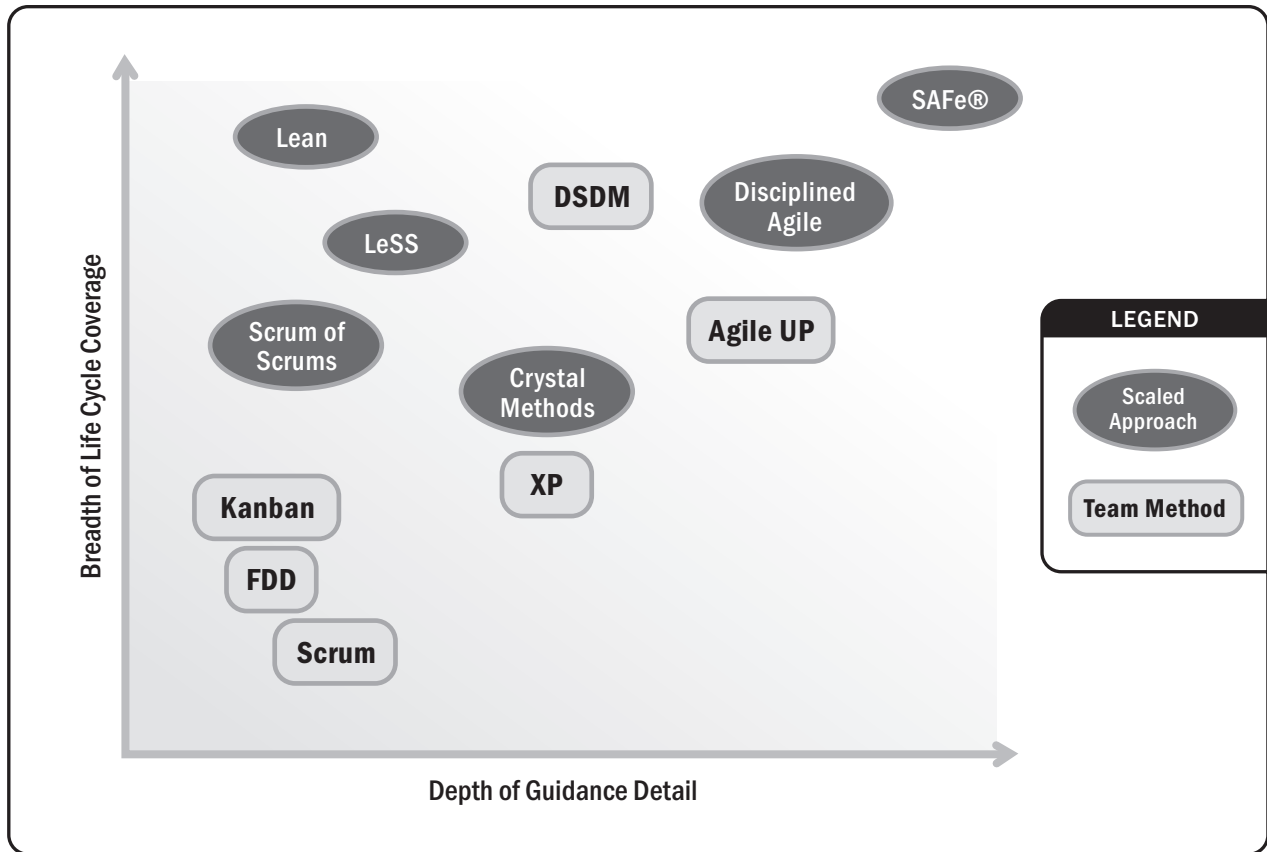 SAFe®
Lean
DSDM
Disciplined
Agile
LeSS
Scrum of
Scrums
Agile UP
Crystal
Methods
XP
Kanban
FDD
Scrum
Breadth of Life Cycle Coverage
Depth of Guidance Detail
LEGEND
Scaled
Approach
Team Method